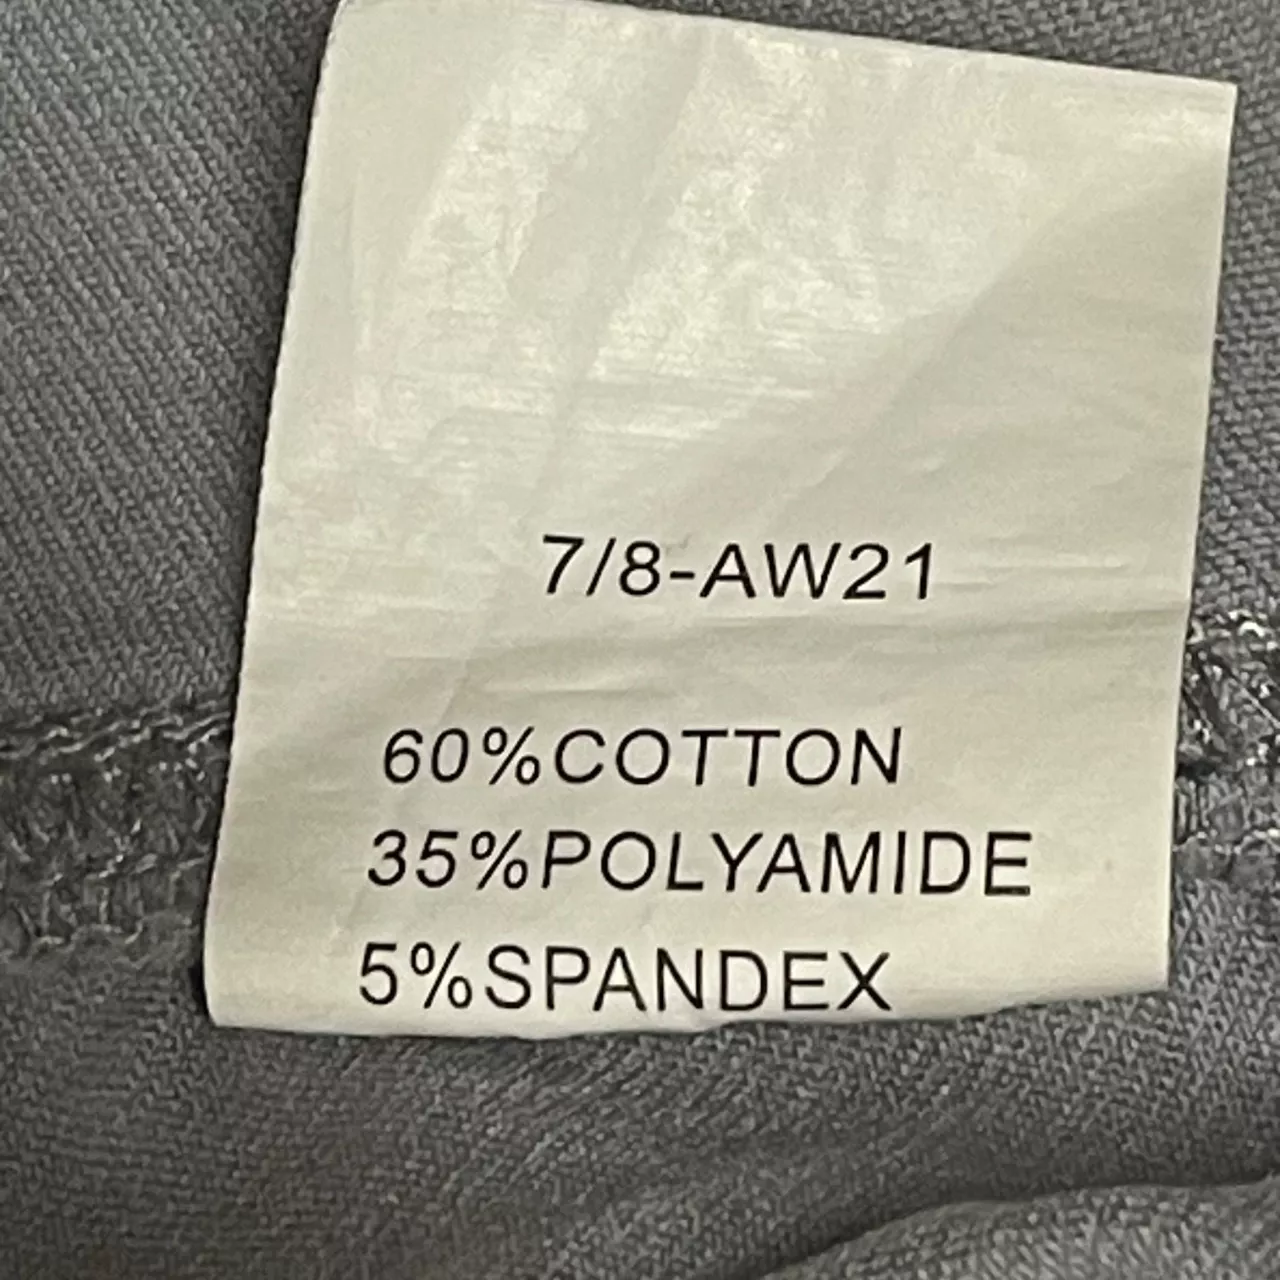 7/8-AW21
60%COTTON
35%POLYAMIDE
5%SPANDEX